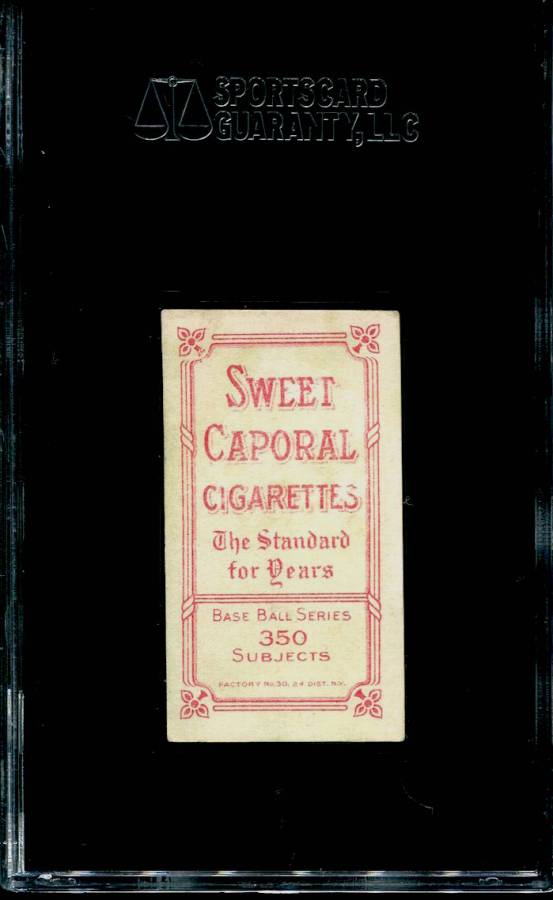 SPORTSCARD
GUARANTY, LLC
SWEET
CAPORAL
CIGARETTES
The Standard
for Years
BASE BALL SERIES
350
SUBJECTS
FACTORY No. 30, 2d DIST. N.Y.